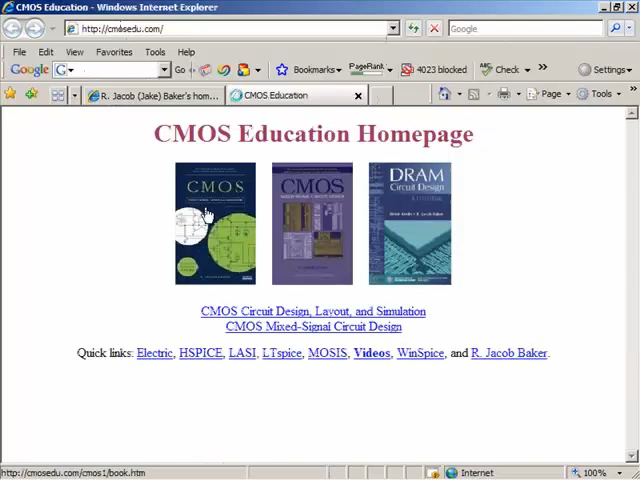 CMOS Education - Windows Internet Explorer
http://cmosedu.com/
Google
File Edit View Favorites Tools Help
Google G Go Bookmarks PageRank 4023 blocked Check » Settings
R. Jacob (Jake) Baker's hom... CMOS Education Page Tools »
CMOS Education Homepage
CMOS
CMOS
DRAM
Circuit Design
CMOS Circuit Design, Layout, and Simulation
CMOS Mixed-Signal Circuit Design
Quick links: Electric, HSPICE, LASI, LTspice, MOSIS, Videos, WinSpice, and R. Jacob Baker.
http://cmosedu.com/cmos1/book.htm Internet 100%